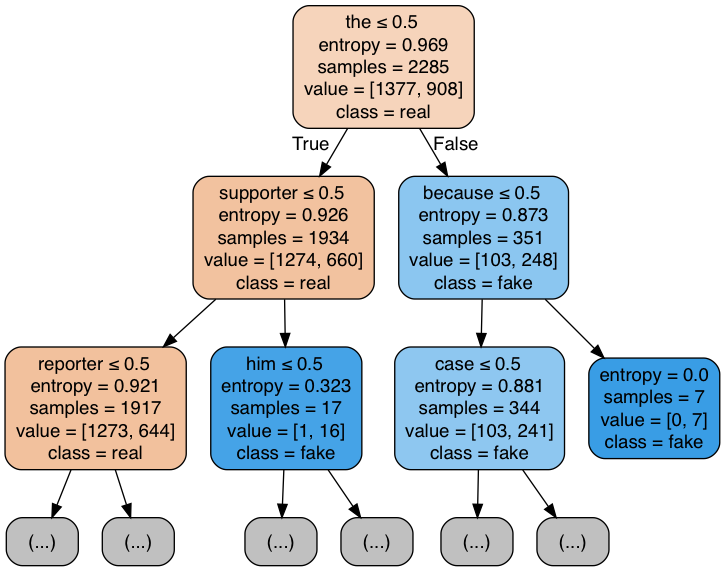 the ≤ 0.5
entropy = 0.969
samples = 2285
value = [1377, 908]
class = real
True
False
supporter ≤ 0.5
entropy = 0.926
samples = 1934
value = [1274, 660]
class = real
because ≤ 0.5
entropy = 0.873
samples = 351
value = [103, 248]
class = fake
reporter ≤ 0.5
entropy = 0.921
samples = 1917
value = [1273, 644]
class = real
him ≤ 0.5
entropy = 0.323
samples = 17
value = [1, 16]
class = fake
case ≤ 0.5
entropy = 0.881
samples = 344
value = [103, 241]
class = fake
entropy = 0.0
samples = 7
value = [0, 7]
class = fake
(...)
(...)
(...)
(...)
(...)
(...)